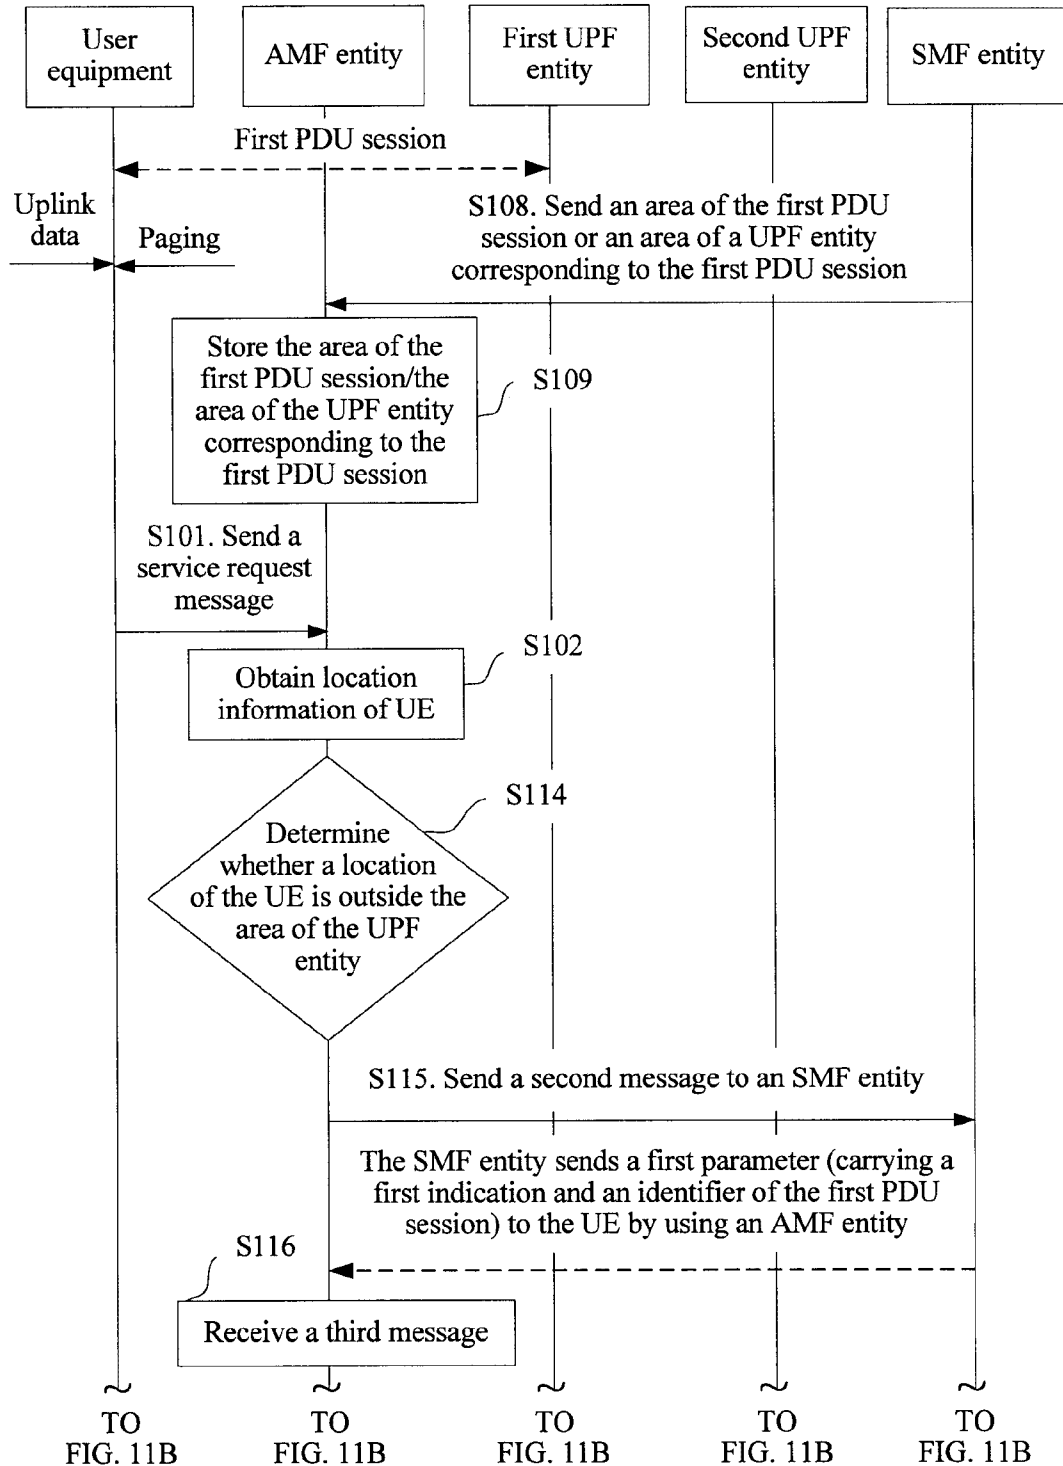 User
equipment
AMF entity
First UPF
entity
Second UPF
entity
SMF entity
First PDU session
Uplink
data
Paging
S108. Send an area of the first PDU
session or an area of a UPF entity
corresponding to the first PDU session
Store the area of the
first PDU session/the
area of the UPF entity
corresponding to the
first PDU session
S109
S101. Send a
service request
message
S102
Obtain location
information of UE
S114
Determine
whether a location
of the UE is outside the
area of the UPF
entity
S115. Send a second message to an SMF entity
The SMF entity sends a first parameter (carrying a
first indication and an identifier of the first PDU
session) to the UE by using an AMF entity
S116
Receive a third message
TO
FIG. 11B
TO
FIG. 11B
TO
FIG. 11B
TO
FIG. 11B
TO
FIG. 11B